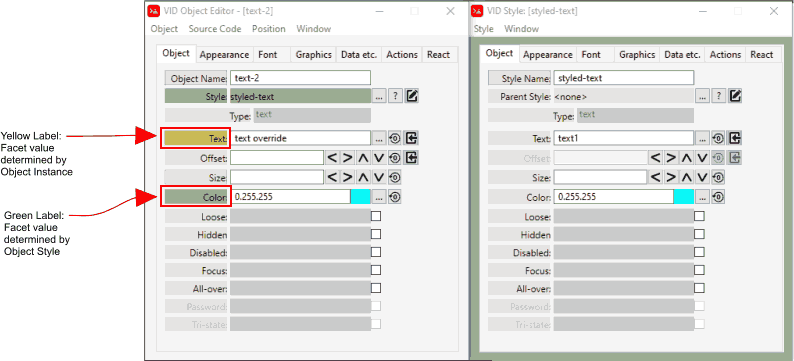 VID Object Editor - [text-2]
Object Source Code Position Window
Object Appearance Font Graphics Data etc. Actions React
Object Name: text-2
Style: styled-text ... ?
Type: text
Text: text override ...
Offset: < > ∧ ∨
Size: < > ∧ ∨
Color: 0.255.255 ...
Loose:
Hidden
Disabled:
Focus:
All-over:
Password:
Tri-state:
Yellow Label:
Facet value
determined by
Object Instance
Green Label:
Facet value
determined by
Object Style
VID Style: [styled-text]
Style Window
Object Appearance Font Graphics Data etc. Actions React
Style Name: styled-text
Parent Style: <none> ... ?
Type: text
Text: text1 ...
Offset: < > ∧ ∨
Size: < > ∧ ∨
Color: 0.255.255 ...
Loose:
Hidden
Disabled:
Focus:
All-over:
Password:
Tri-state: